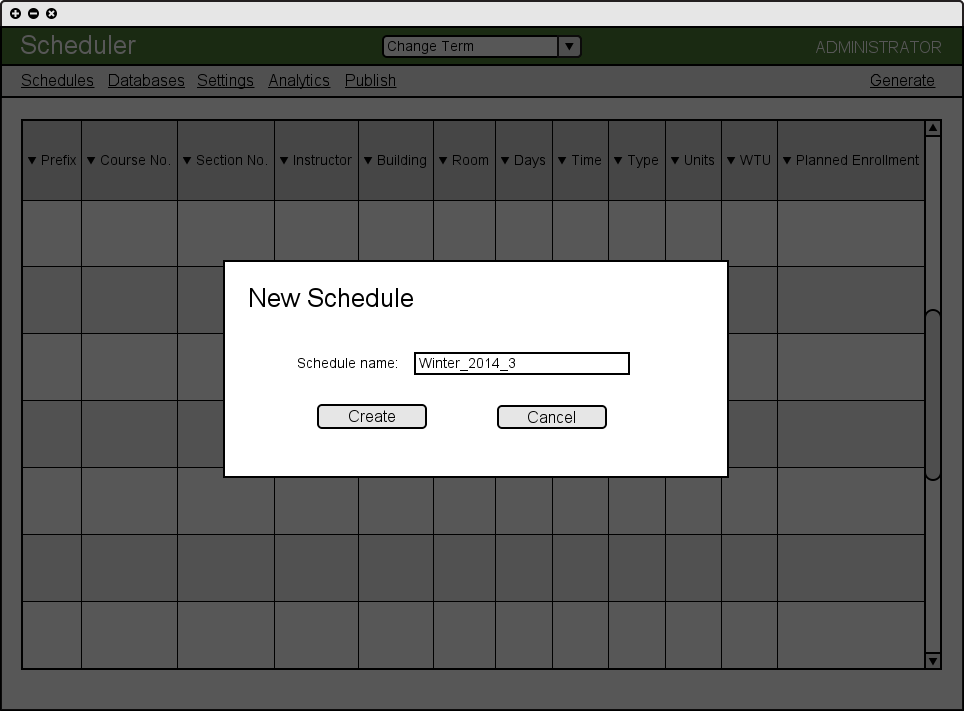 Scheduler
Change Term
ADMINISTRATOR
Schedules Databases Settings Analytics Publish Generate
Prefix Course No. Section No. Instructor Building Room Days Time Type Units WTU Planned Enrollment
New Schedule
Schedule name: Winter_2014_3
Create Cancel